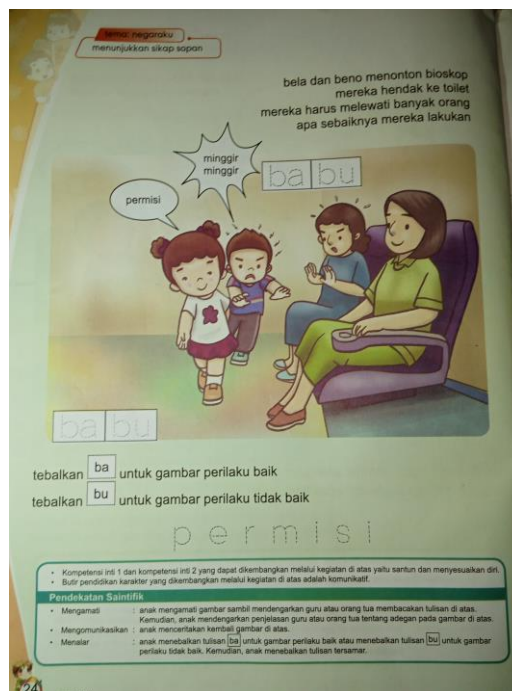 tema: negaraku
menunjukkan sikap sopan
bela dan beno menonton bioskop
mereka hendak ke toilet
mereka harus melewati banyak orang
apa sebaiknya mereka lakukan
minggir
minggir
ba bu
permisi
ba bu
tebalkan ba untuk gambar perilaku baik
tebalkan bu untuk gambar perilaku tidak baik
permisi
• Kompetensi inti 1 dan kompetensi inti 2 yang dapat dikembangkan melalui kegiatan di atas yaitu santun dan menyesuaikan diri.
• Butir pendidikan karakter yang dikembangkan melalui kegiatan di atas adalah komunikatif.
Pendekatan Saintifik
• Mengamati : anak mengamati gambar sambil mendengarkan guru atau orang tua membacakan tulisan di atas.
Kemudian, anak mendengarkan penjelasan guru atau orang tua tentang adegan pada gambar di atas.
• Mengomunikasikan : anak menceritakan kembali gambar di atas.
• Menalar : anak menebalkan tulisan ba untuk gambar perilaku baik atau menebalkan tulisan bu untuk gambar
perilaku tidak baik. Kemudian, anak menebalkan tulisan tersamar.
24